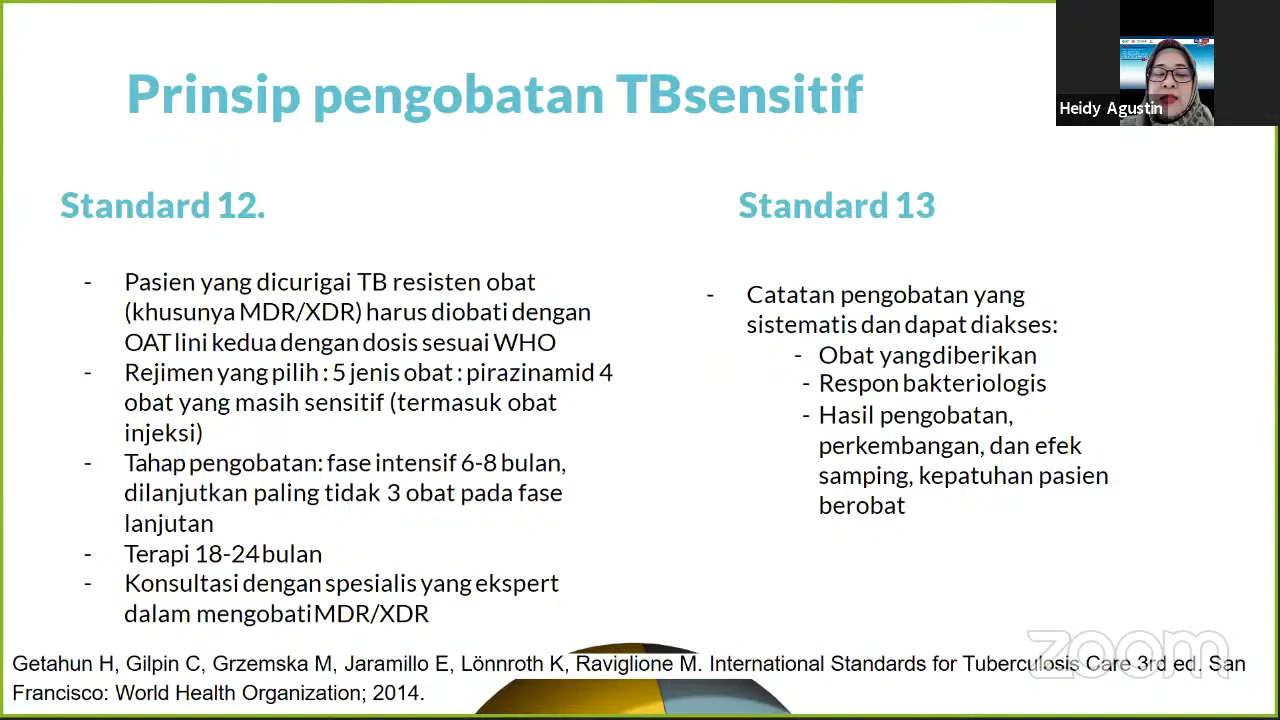 Prinsip pengobatan TBsensitif
Heidy Agustin
Standard 12.
- Pasien yang dicurigai TB resisten obat
(khusunya MDR/XDR) harus diobati dengan
OAT lini kedua dengan dosis sesuai WHO
- Rejimen yang pilih : 5 jenis obat : pirazinamid 4
obat yang masih sensitif (termasuk obat
injeksi)
- Tahap pengobatan: fase intensif 6-8 bulan,
dilanjutkan paling tidak 3 obat pada fase
lanjutan
- Terapi 18-24 bulan
- Konsultasi dengan spesialis yang ekspert
dalam mengobati MDR/XDR
Standard 13
- Catatan pengobatan yang
sistematis dan dapat diakses:
- Obat yang diberikan
- Respon bakteriologis
- Hasil pengobatan,
perkembangan, dan efek
samping, kepatuhan pasien
berobat
Getahun H, Gilpin C, Grzemska M, Jaramillo E, Lönnroth K, Raviglione M. International Standards for Tuberculosis Care 3rd ed. San
Francisco: World Health Organization; 2014.
zoom